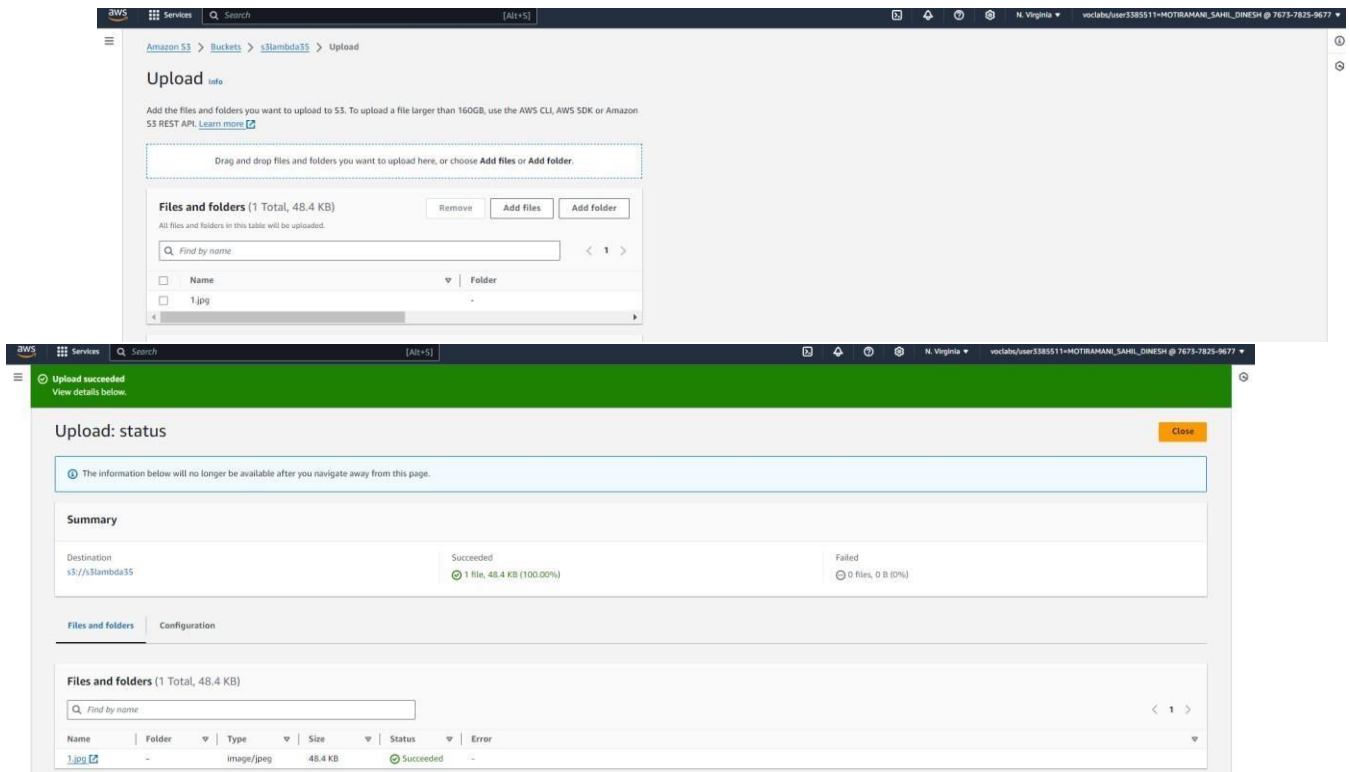 aws Services Search [Alt+S] N. Virginia voclabs/user3385511=MOTIRAMANI_SAHIL_DINESH @ 7673-7825-9677
Amazon S3 > Buckets > s3lambda35 > Upload
Upload Info
Add the files and folders you want to upload to S3. To upload a file larger than 160GB, use the AWS CLI, AWS SDK or Amazon
S3 REST API. Learn more
Drag and drop files and folders you want to upload here, or choose Add files or Add folder.
Files and folders (1 Total, 48.4 KB) Remove Add files Add folder
All files and folders in this table will be uploaded.
Find by name < 1 >
Name Folder
1.jpg -
aws Services Search [Alt+S] N. Virginia voclabs/user3385511=MOTIRAMANI_SAHIL_DINESH @ 7673-7825-9677
Upload succeeded
View details below.
Upload: status Close
The information below will no longer be available after you navigate away from this page.
Summary
Destination Succeeded Failed
s3://s3lambda35 1 file, 48.4 KB (100.00%) 0 files, 0 B (0%)
Files and folders Configuration
Files and folders (1 Total, 48.4 KB)
Find by name < 1 >
Name Folder Type Size Status Error
1.jpg - image/jpeg 48.4 KB Succeeded -